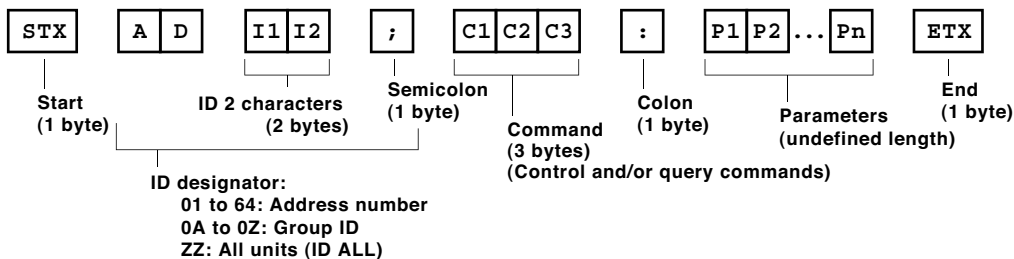 STX A D I1 I2 ; C1 C2 C3 : P1 P2 ... Pn ETX
Start
(1 byte)
ID 2 characters
(2 bytes)
Semicolon
(1 byte)
Command
(3 bytes)
(Control and/or query commands)
Colon
(1 byte)
Parameters
(undefined length)
End
(1 byte)
ID designator:
01 to 64: Address number
0A to 0Z: Group ID
ZZ: All units (ID ALL)